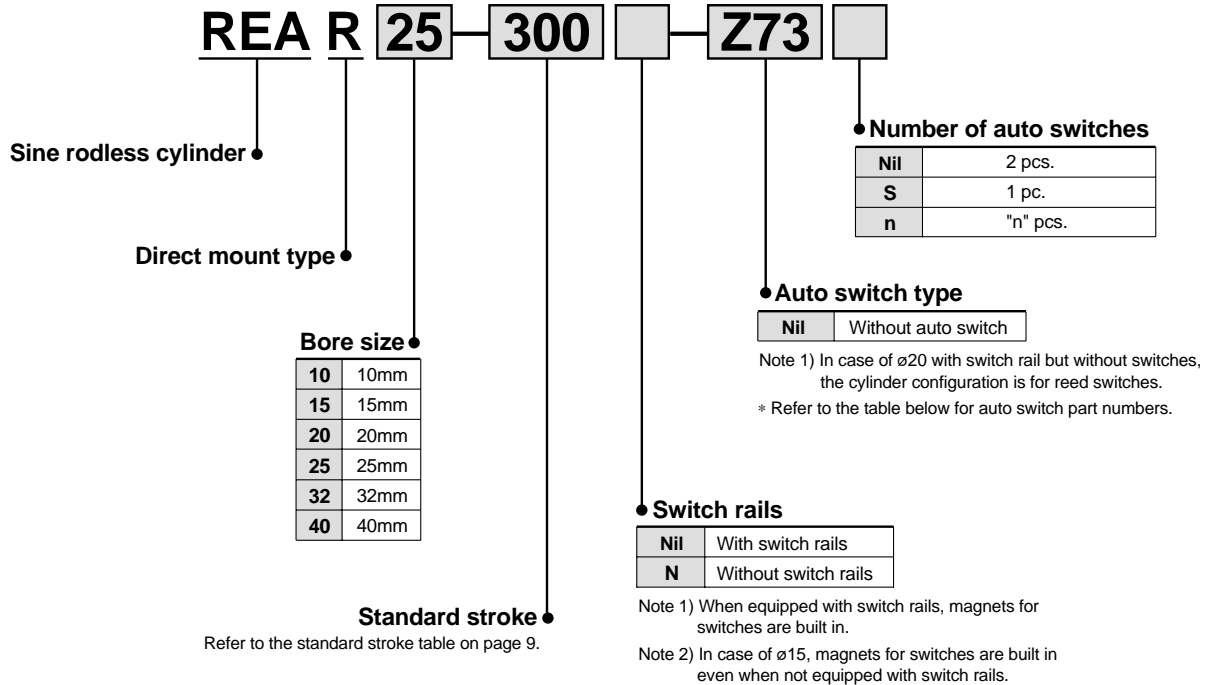 REA R 25 — 300 — Z73
Sine rodless cylinder
Direct mount type
Bore size
10 10mm
15 15mm
20 20mm
25 25mm
32 32mm
40 40mm
Standard stroke
Refer to the standard stroke table on page 9.
Switch rails
Nil With switch rails
N Without switch rails
Note 1) When equipped with switch rails, magnets for
switches are built in.
Note 2) In case of ø15, magnets for switches are built in
even when not equipped with switch rails.
Auto switch type
Nil Without auto switch
Note 1) In case of ø20 with switch rail but without switches,
the cylinder configuration is for reed switches.
∗ Refer to the table below for auto switch part numbers.
Number of auto switches
Nil 2 pcs.
S 1 pc.
n "n" pcs.